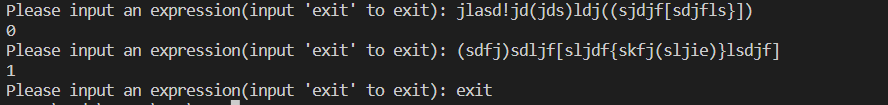 Please input an expression(input 'exit' to exit): jlasd!jd(jds)ldj((sjdjf[sdjfls}])
0
Please input an expression(input 'exit' to exit): (sdfj)sdljf[sljdf{skfj(sljie)}lsdjf]
1
Please input an expression(input 'exit' to exit): exit